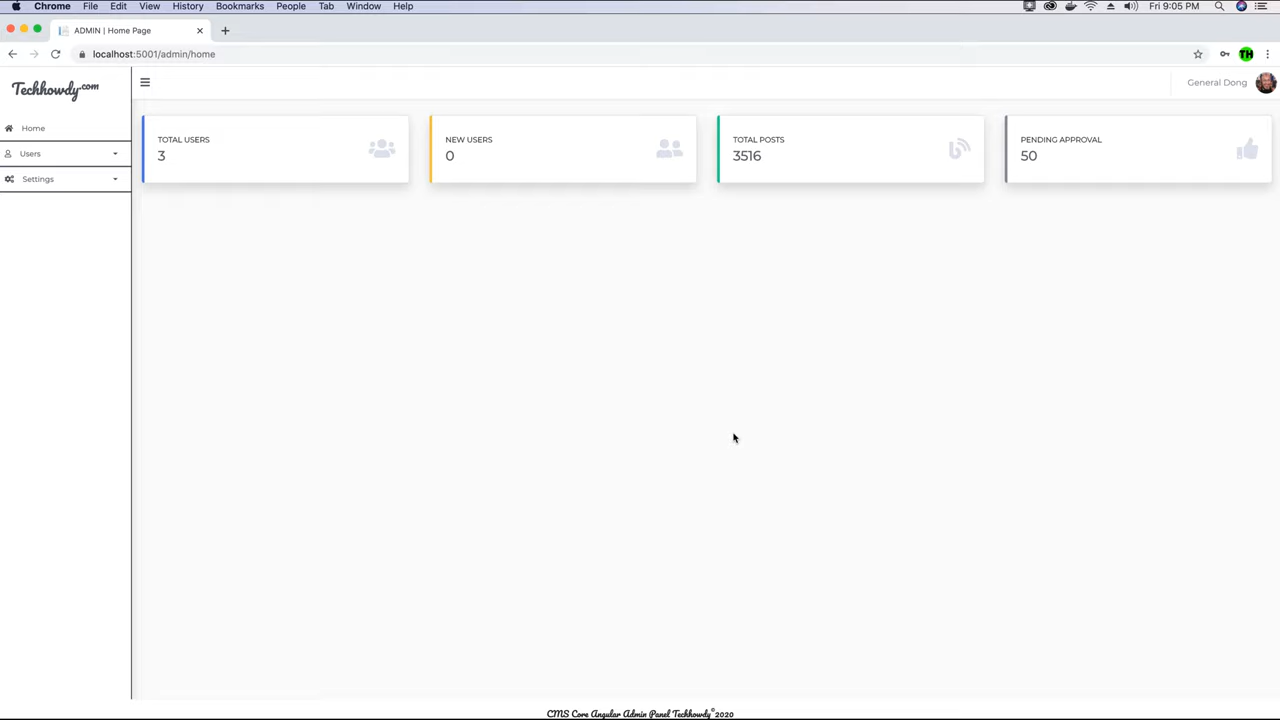 Chrome File Edit View History Bookmarks People Tab Window Help Fri 9:05 PM
ADMIN | Home Page
localhost:5001/admin/home
TH
Techhowdy.com
General Dong
Home
Users
Settings
TOTAL USERS
3
NEW USERS
0
TOTAL POSTS
3516
PENDING APPROVAL
50
CMS Core Angular Admin Panel Techhowdy©2020